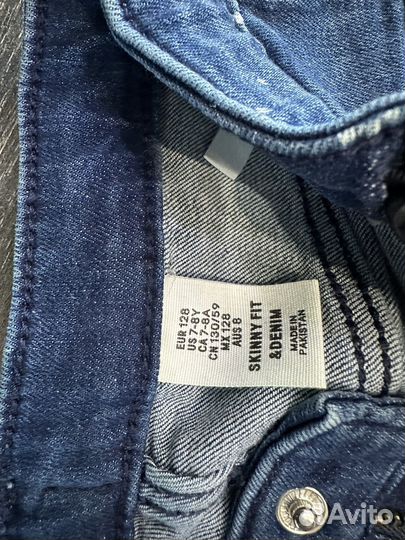 EUR 128
US 7-8Y
CA 7-8A
CN 130/59
MX 128
AUS 8
SKINNY FIT
&DENIM
MADE IN
PAKISTAN
Avito